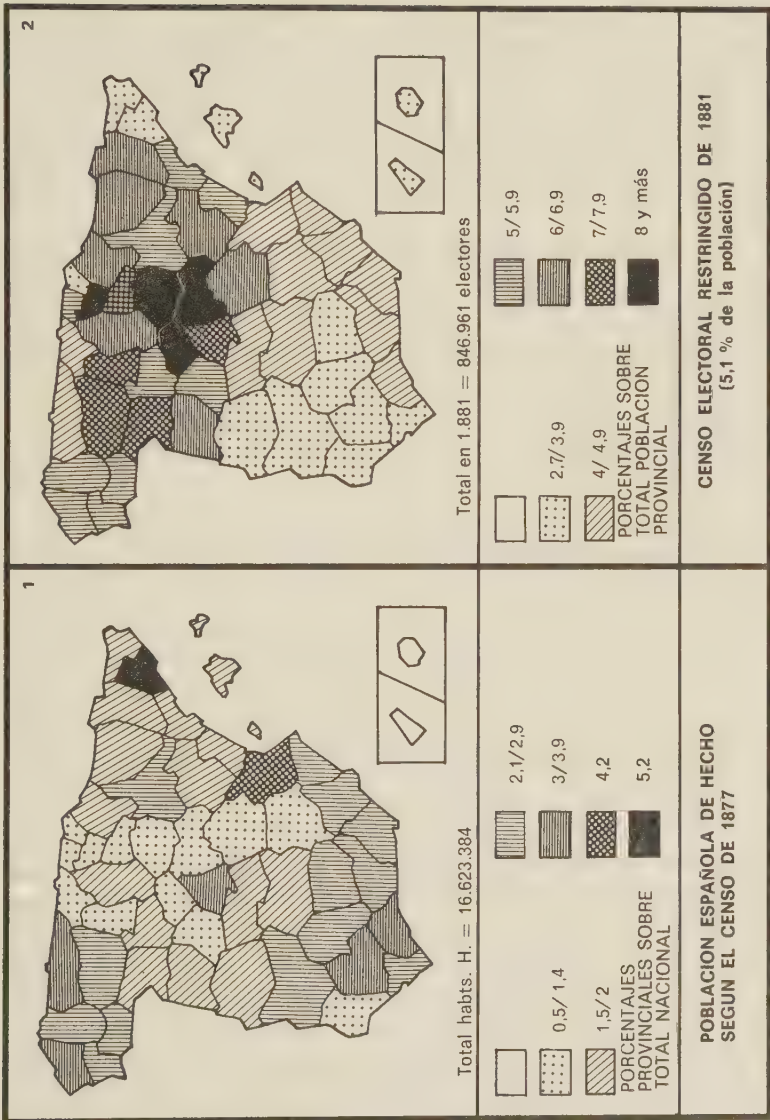 1
Total habts. H. = 16.623.384
0,5/1,4
1,5/2
PORCENTAJES
PROVINCIALES SOBRE
TOTAL NACIONAL
2,1/2,9
3/3,9
4,2
5,2
POBLACION ESPAÑOLA DE HECHO
SEGUN EL CENSO DE 1877
2
Total en 1.881 = 846.961 electores
2,7/3,9
4/4,9
PORCENTAJES SOBRE
TOTAL POBLACION
PROVINCIAL
5/5,9
6/6,9
7/7,9
8 y más
CENSO ELECTORAL RESTRINGIDO DE 1881
(5,1 % de la población)